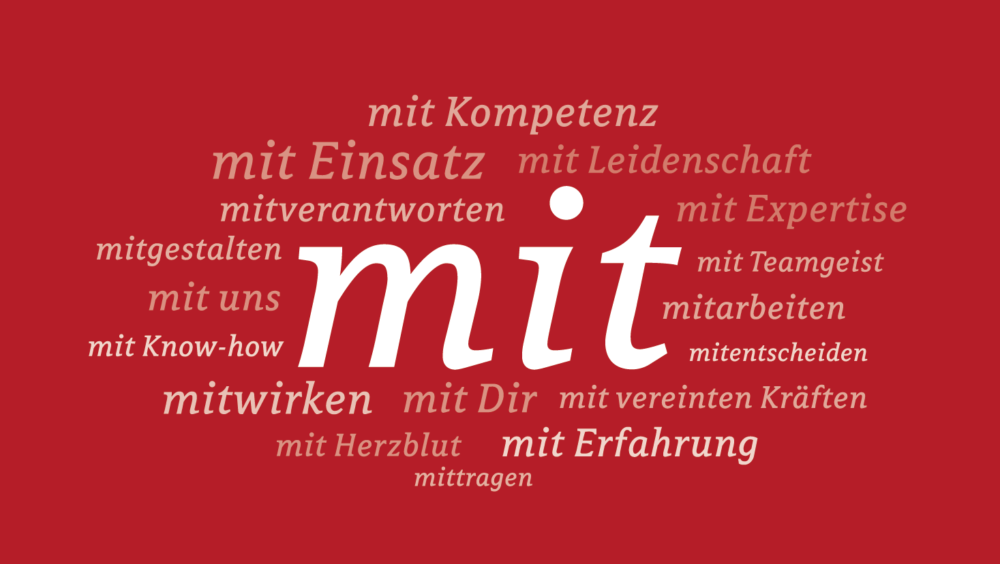 mit Kompetenz
mit Einsatz
mit Leidenschaft
mitverantworten
mit Expertise
mitgestalten
mit
mit Teamgeist
mit uns
mitarbeiten
mit Know-how
mitentscheiden
mitwirken
mit Dir
mit vereinten Kräften
mit Herzblut
mit Erfahrung
mittragen